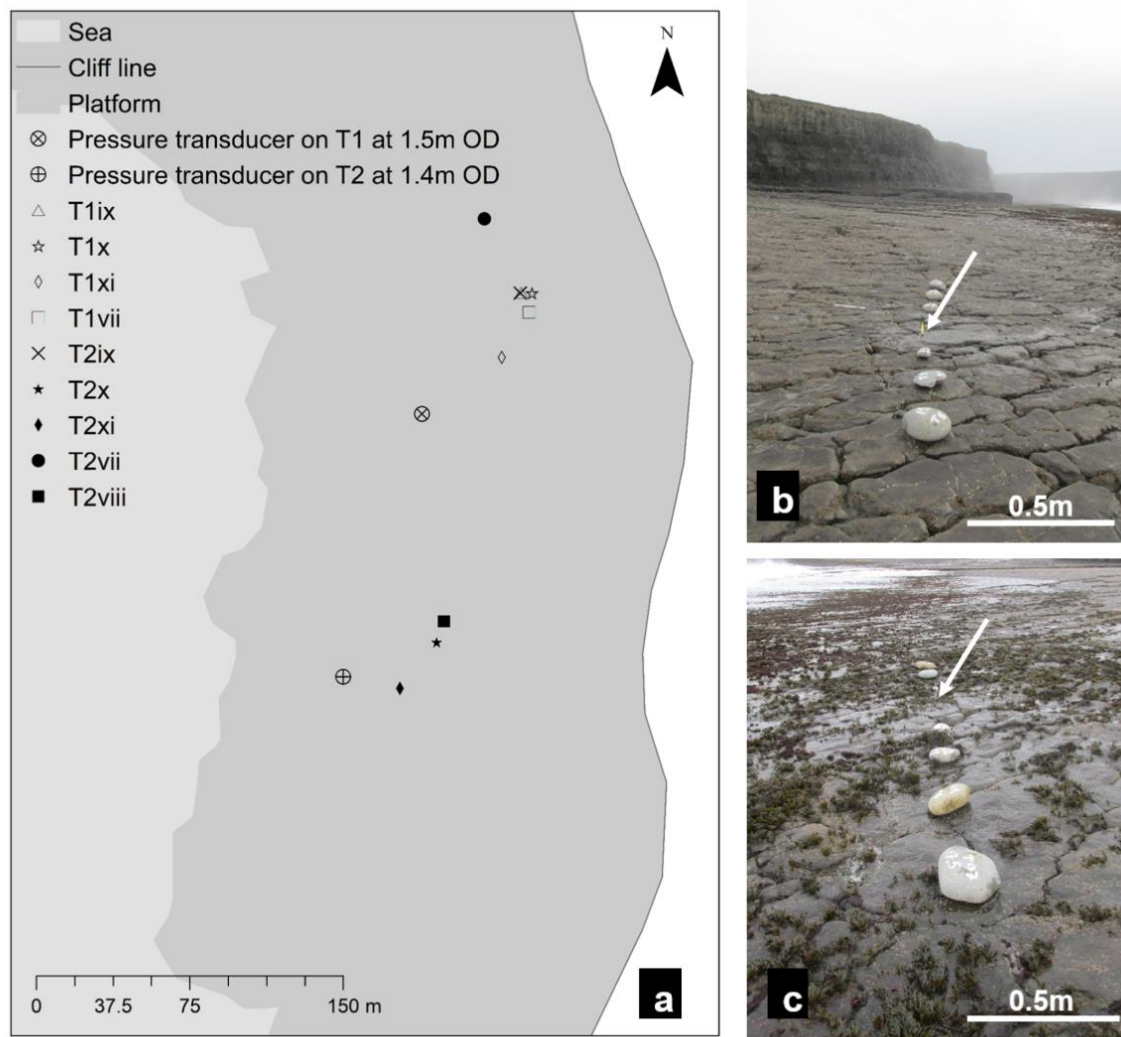 Sea
N
Cliff line
Platform
Pressure transducer on T1 at 1.5m OD
Pressure transducer on T2 at 1.4m OD
T1ix
T1x
T1xi
T1vii
T2ix
T2x
T2xi
T2vii
T2viii
0 37.5 75 150 m
a
b
0.5m
c
0.5m